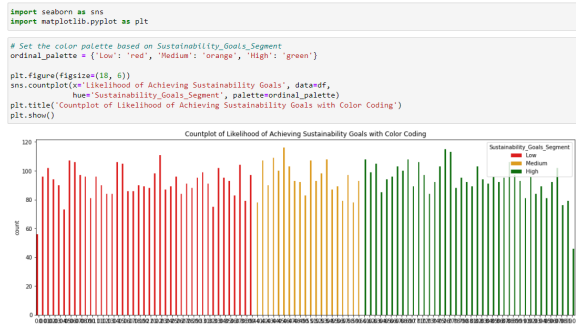 import seaborn as sns
import matplotlib.pyplot as plt
# Set the color palette based on Sustainability_Goals_Segment
ordinal_palette = {'Low': 'red', 'Medium': 'orange', 'High': 'green'}
plt.figure(figsize=(18, 6))
sns.countplot(x='Likelihood of Achieving Sustainability Goals', data=df,
hue='Sustainability_Goals_Segment', palette=ordinal_palette)
plt.title('Countplot of Likelihood of Achieving Sustainability Goals with Color Coding')
plt.show()
Countplot of Likelihood of Achieving Sustainability Goals with Color Coding
Sustainability_Goals_Segment
Low
Medium
High
count
120
100
80
60
40
20
0